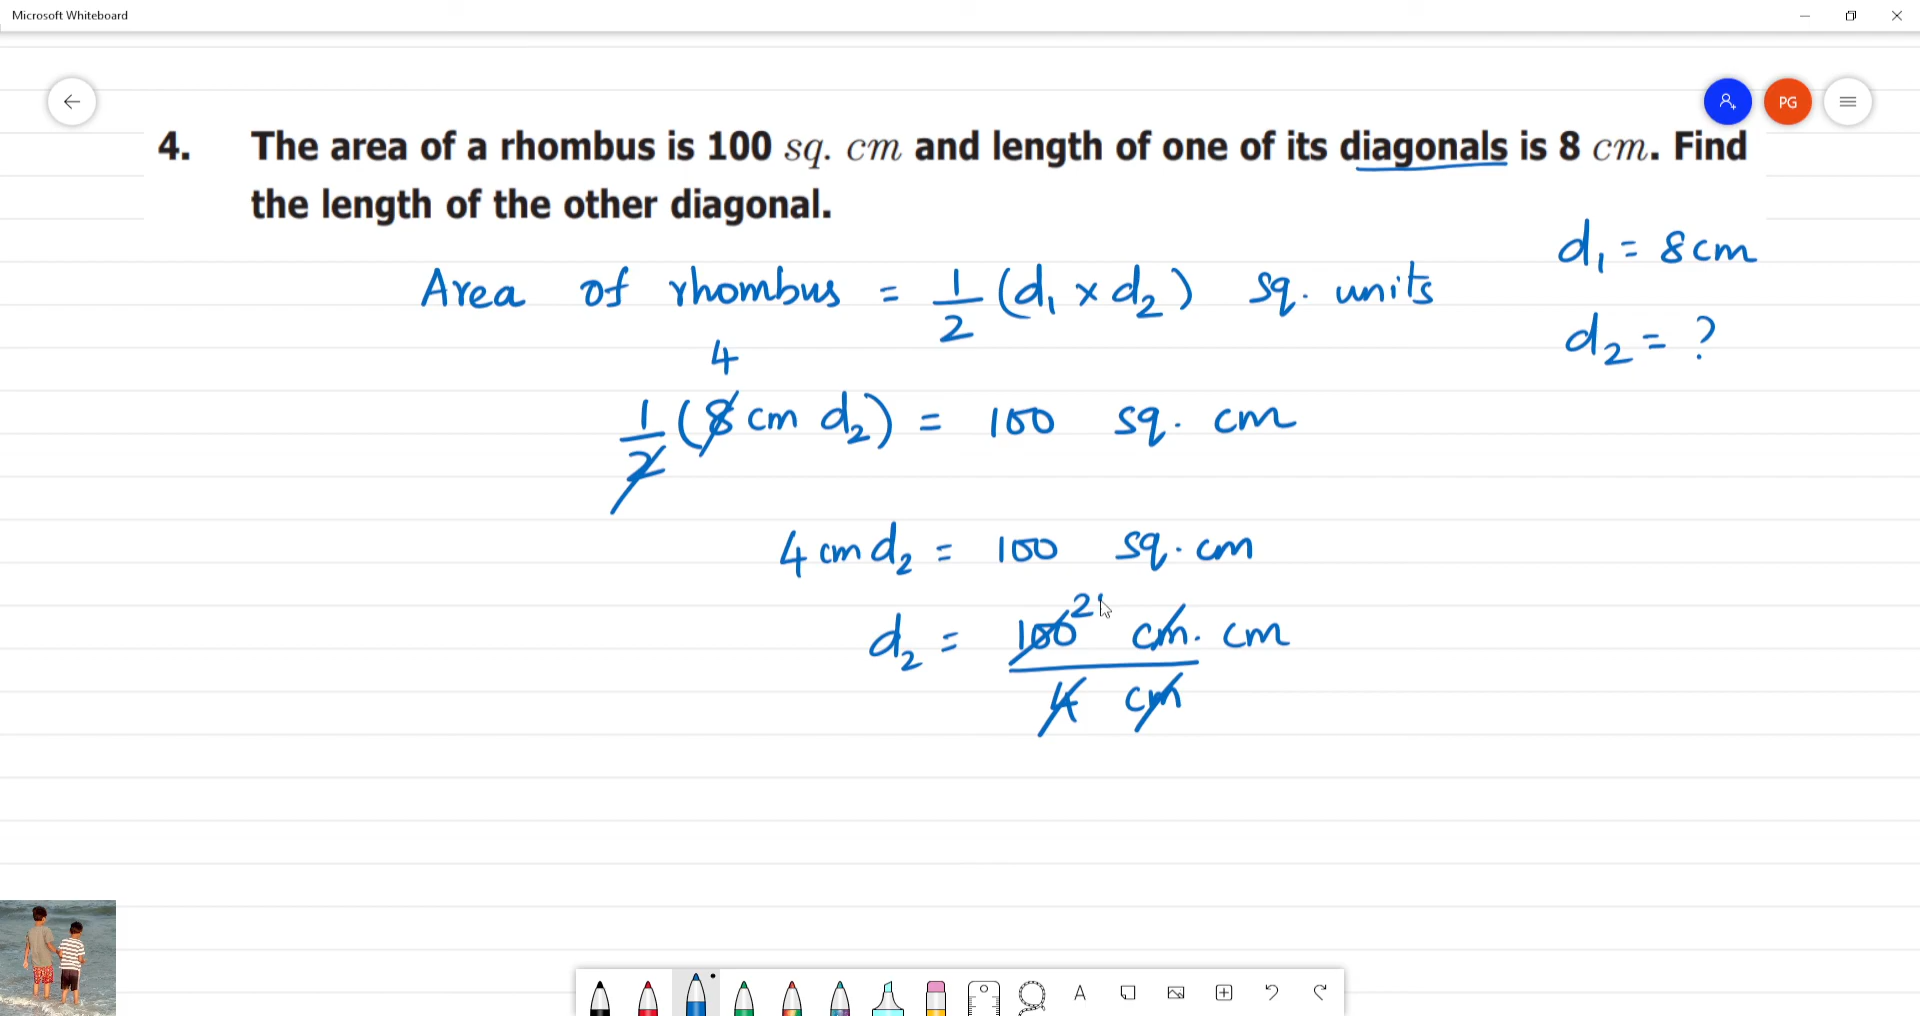 Microsoft Whiteboard
PG
4. The area of a rhombus is 100 sq. cm and length of one of its diagonals is 8 cm. Find
the length of the other diagonal.
d₁ = 8 cm
Area of rhombus = 1/2 (d₁ × d₂) sq. units
d₂ = ?
4
1/2 (8 cm d₂) = 100 sq. cm
4 cm d₂ = 100 sq. cm
2
d₂ = 100 cm. cm / 4 cm
A